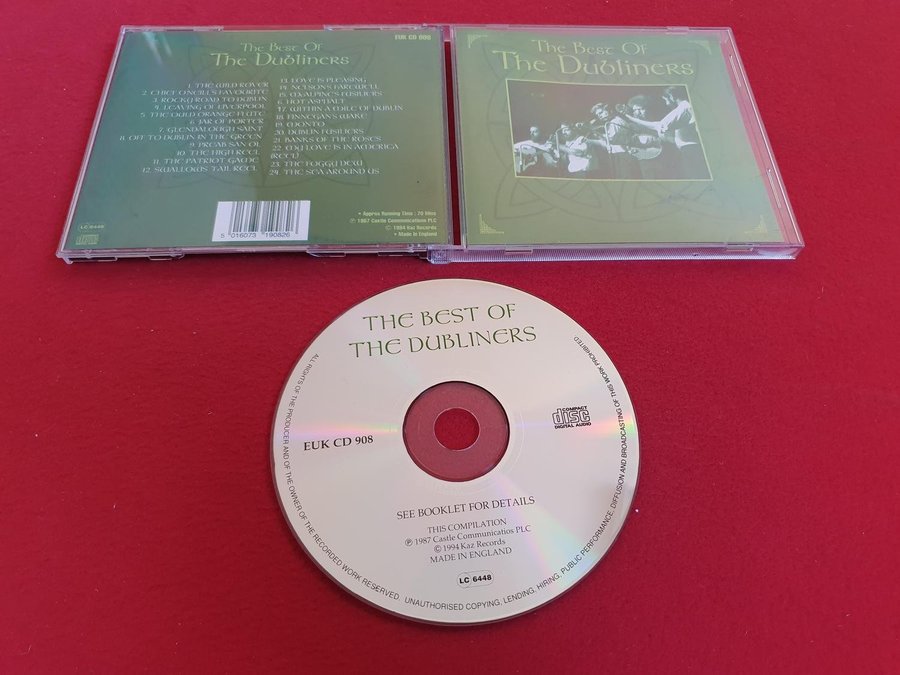 The Best Of
The Dubliners
EUK CD 908
1. THE WILD ROVER
2. CHIEF O'NEILL'S FAVOURITE
3. ROCKY ROAD TO DUBLIN
4. LEAVING OF LIVERPOOL
5. THE OULD ORANGE FLUTE
6. JAR O' PORTER
7. GLENDALOUGH SAINT
8. OFF TO DUBLIN IN THE GREEN
9. PREAB SAN OL
10. THE HIGH REEL
11. THE PATRIOT GAME
12. SWALLOWS TAIL REEL
13. LOVE IS PLEASING
14. NELSON'S FAREWELL
15. McALPINE'S FUSILIERS
16. HOT ASPHALT
17. WITHIN A MILE OF DUBLIN
18. FINNEGAN'S WAKE
19. MONTO
20. DUBLIN FUSILIERS
21. BANKS OF THE ROSES
22. MY LOVE IS IN AMERICA
(REEL)
23. THE FOGGY DEW
24. THE SEA AROUND US
LC 6448
5 016073 190826
• Approx Running Time : 70 Mins
℗ 1987 Castle Communications PLC
© 1994 Kaz Records
• Made in England
The Best Of
The Dubliners
THE BEST OF
THE DUBLINERS
EUK CD 908
COMPACT
disc
DIGITAL AUDIO
SEE BOOKLET FOR DETAILS
THIS COMPILATION
℗ 1987 Castle Communicatios PLC
© 1994 Kaz Records
MADE IN ENGLAND
LC 6448
ALL RIGHTS OF THE PRODUCER AND OF THE OWNER OF THE RECORDED WORK RESERVED. UNAUTHORISED COPYING, LENDING, HIRING, PUBLIC PERFORMANCE, DIFFUSION AND BROADCASTING OF THIS WORK PROHIBITED